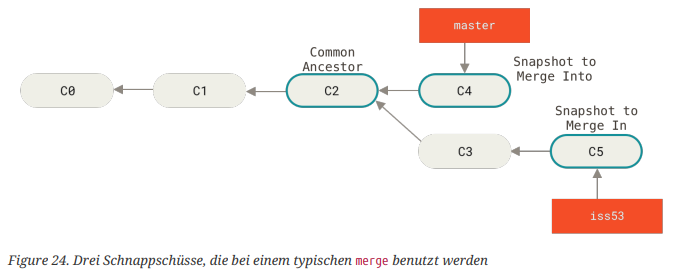 master
Common
Ancestor
Snapshot to
Merge Into
C0
C1
C2
C4
Snapshot to
Merge In
C3
C5
iss53
Figure 24. Drei Schnappschüsse, die bei einem typischen merge benutzt werden